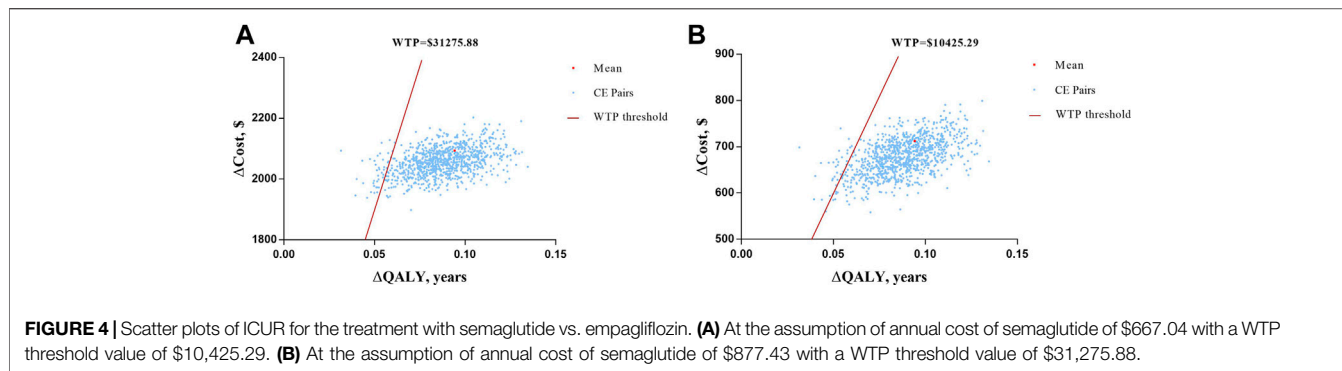 A
WTP=$31275.88
2400
2200
2000
1800
ΔCost, $
0.00 0.05 0.10 0.15
ΔQALY, years
Mean
CE Pairs
WTP threshold
B
WTP=$10425.29
900
800
700
600
500
ΔCost, $
0.00 0.05 0.10 0.15
ΔQALY, years
Mean
CE Pairs
WTP threshold
FIGURE 4 | Scatter plots of ICUR for the treatment with semaglutide vs. empagliflozin. (A) At the assumption of annual cost of semaglutide of $667.04 with a WTP
threshold value of $10,425.29. (B) At the assumption of annual cost of semaglutide of $877.43 with a WTP threshold value of $31,275.88.